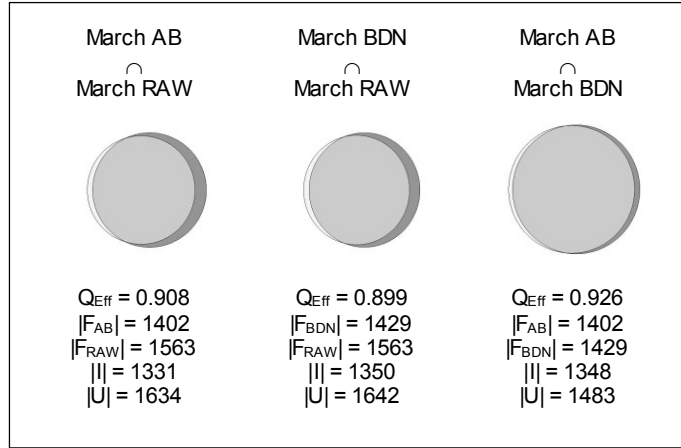 March AB
∩
March RAW
Q_Eff = 0.908
|F_AB| = 1402
|F_RAW| = 1563
|I| = 1331
|U| = 1634
March BDN
∩
March RAW
Q_Eff = 0.899
|F_BDN| = 1429
|F_RAW| = 1563
|I| = 1350
|U| = 1642
March AB
∩
March BDN
Q_Eff = 0.926
|F_AB| = 1402
|F_BDN| = 1429
|I| = 1348
|U| = 1483